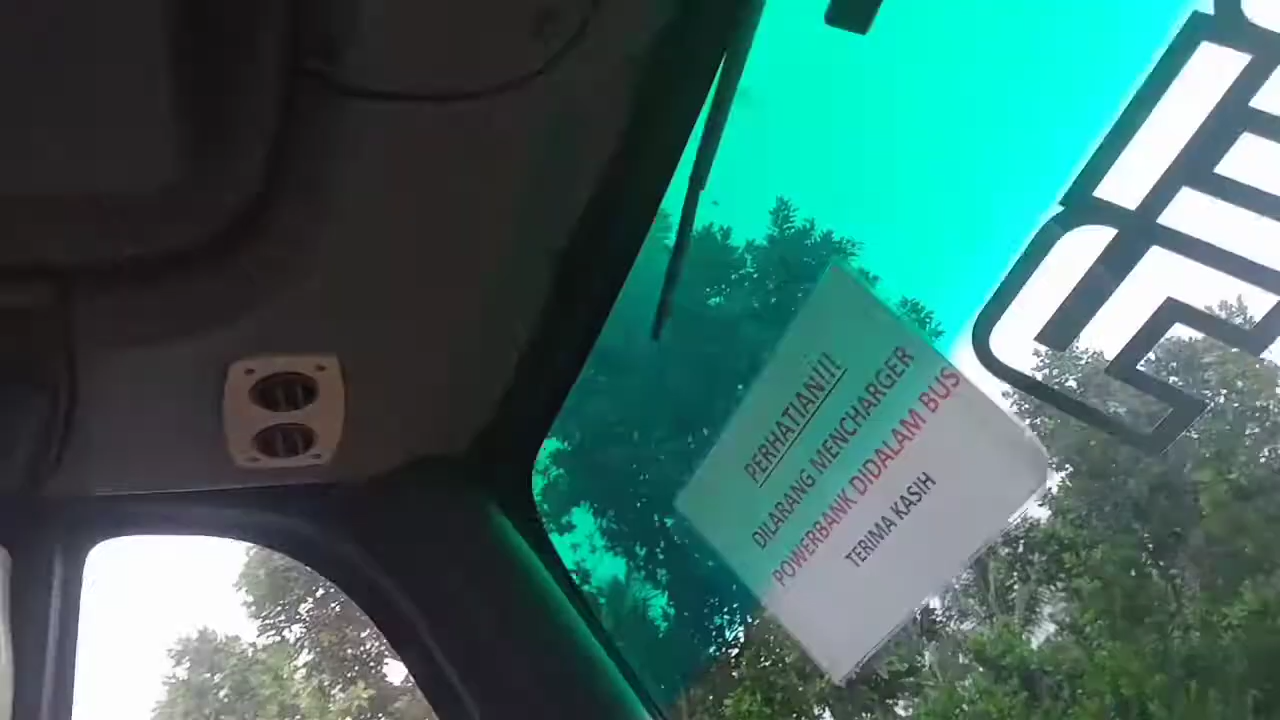 PERHATIAN!!!
DILARANG MENCHARGER
POWERBANK DIDALAM BUS
TERIMA KASIH